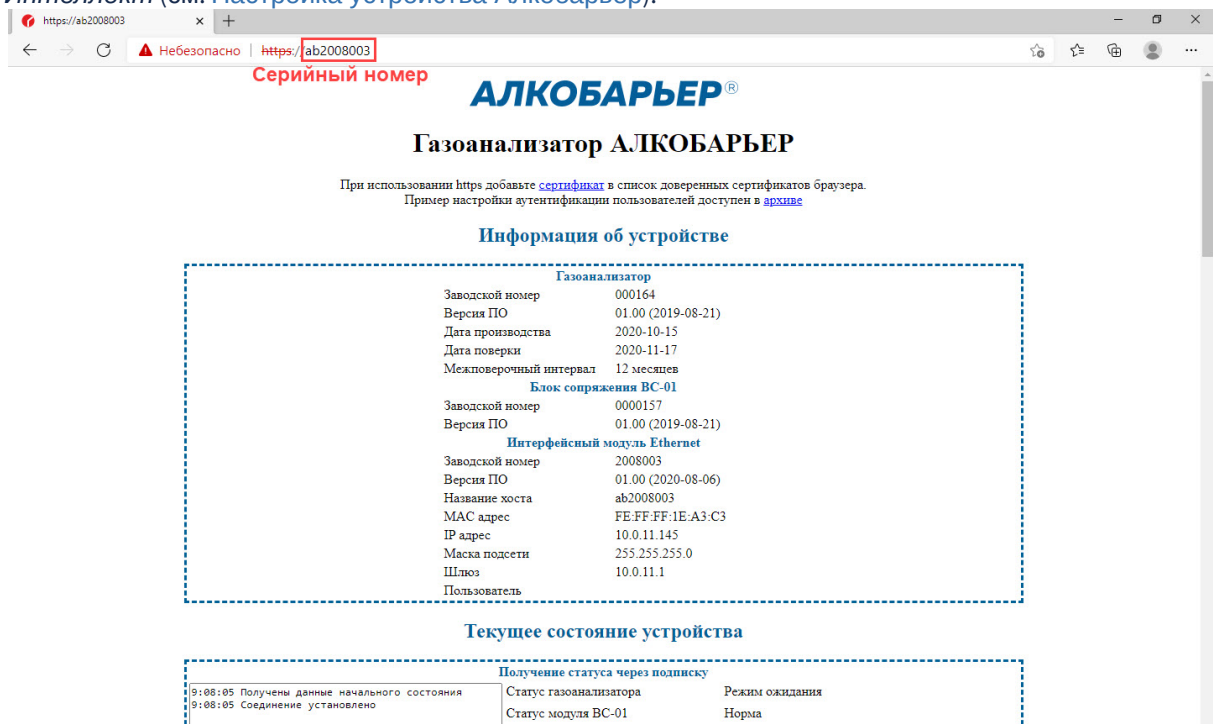 Интеллект (см. Настройка устройства Алкобарьер).
https://ab2008003
Небезопасно | https://ab2008003
Серийный номер
АЛКОБАРЬЕР®
Газоанализатор АЛКОБАРЬЕР
При использовании https добавьте сертификат в список доверенных сертификатов браузера.
Пример настройки аутентификации пользователей доступен в архиве
Информация об устройстве
Газоанализатор
Заводской номер 000164
Версия ПО 01.00 (2019-08-21)
Дата производства 2020-10-15
Дата поверки 2020-11-17
Межповерочный интервал 12 месяцев
Блок сопряжения ВС-01
Заводской номер 0000157
Версия ПО 01.00 (2019-08-21)
Интерфейсный модуль Ethernet
Заводской номер 2008003
Версия ПО 01.00 (2020-08-06)
Название хоста ab2008003
MAC адрес FE:FF:FF:1E:A3:C3
IP адрес 10.0.11.145
Маска подсети 255.255.255.0
Шлюз 10.0.11.1
Пользователь
Текущее состояние устройства
Получение статуса через подписку
9:08:05 Получены данные начального состояния
9:08:05 Соединение установлено
Статус газоанализатора Режим ожидания
Статус модуля ВС-01 Норма